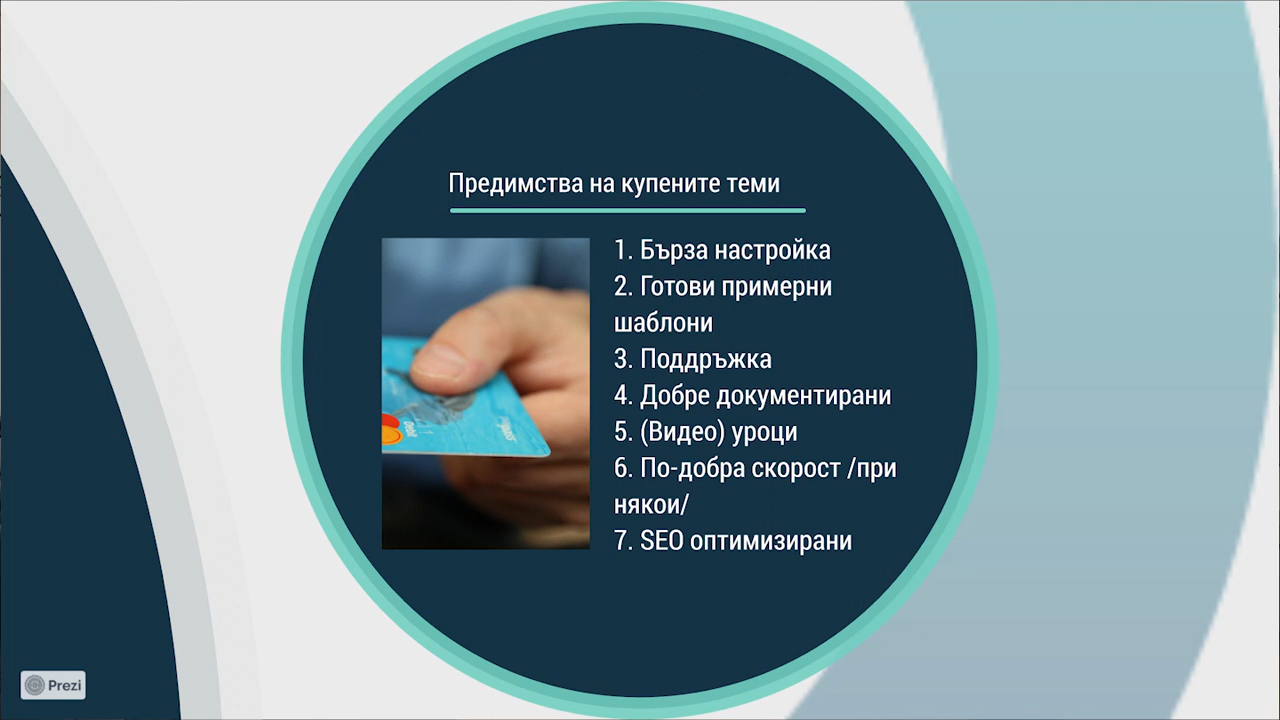 Предимства на купените теми
1. Бърза настройка
2. Готови примерни
шаблони
3. Поддръжка
4. Добре документирани
5. (Видео) уроци
6. По-добра скорост /при
някои/
7. SEO оптимизирани
Prezi